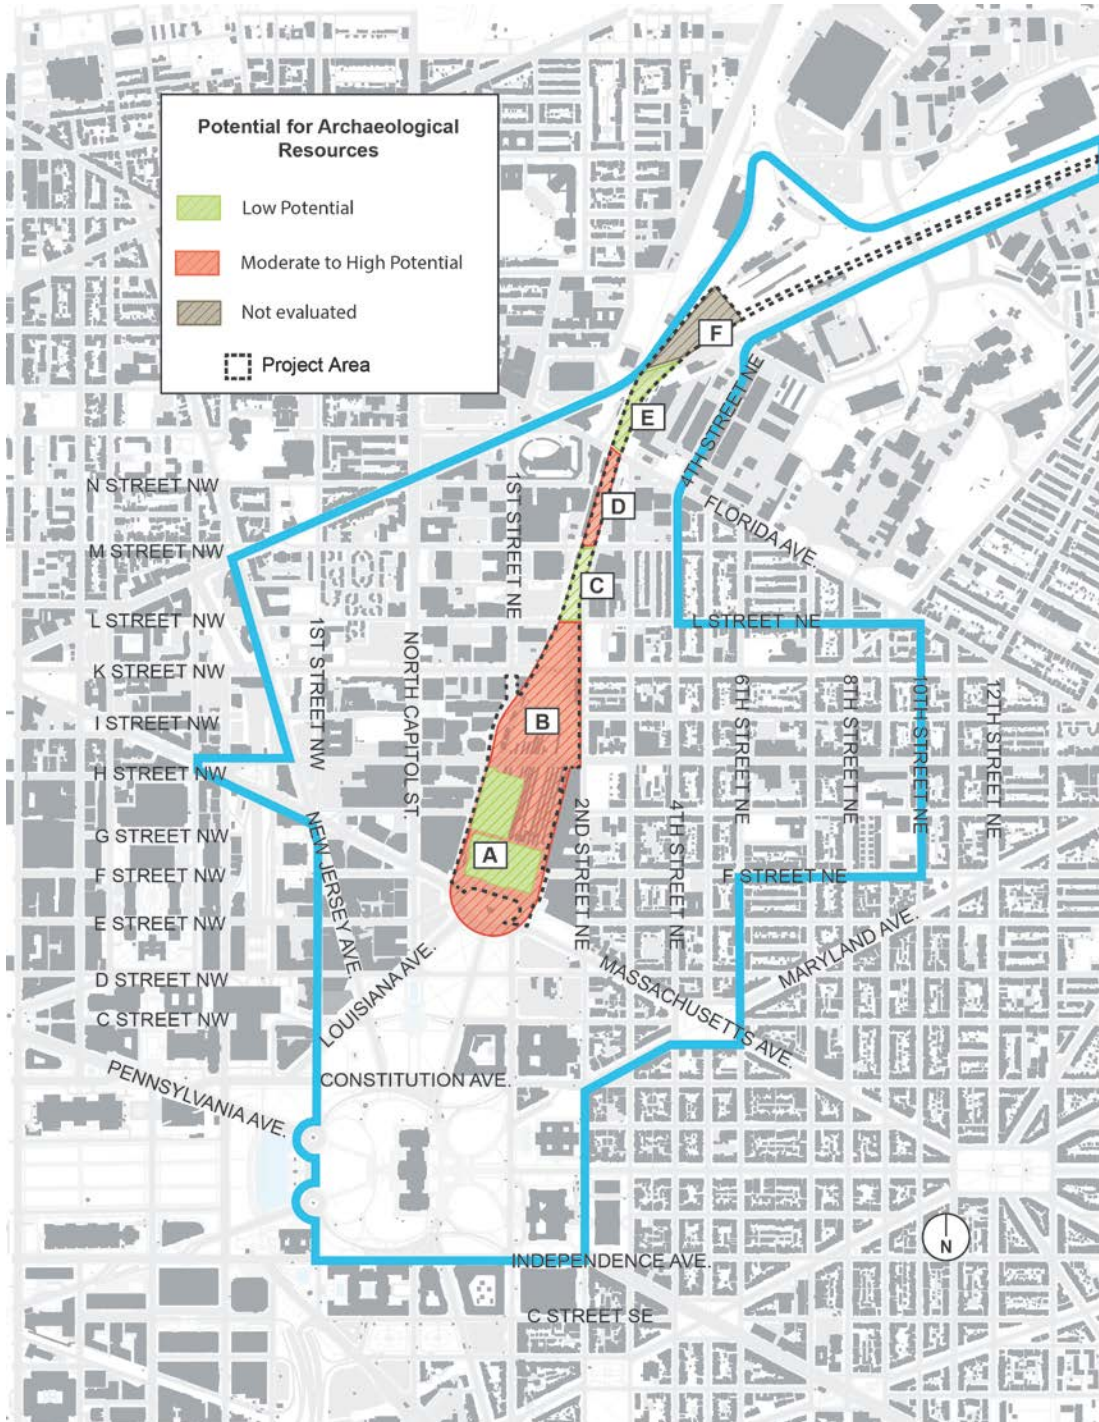 Potential for Archaeological
Resources
Low Potential
Moderate to High Potential
Not evaluated
Project Area
F
E
4TH STREET NE
N STREET NW
1ST STREET NE
D
FLORIDA AVE.
M STREET NW
C
L STREET NW
L STREET NE
1ST STREET NW
NORTH CAPITOL ST.
K STREET NW
6TH STREET NE
8TH STREET NE
10TH STREET NE
12TH STREET NE
I STREET NW
B
H STREET NW
NEW JERSEY AVE.
2ND STREET NE
4TH STREET NE
G STREET NW
A
F STREET NW
F STREET NE
E STREET NW
MARYLAND AVE.
LOUISIANA AVE.
MASSACHUSETTS AVE.
D STREET NW
C STREET NW
PENNSYLVANIA AVE.
CONSTITUTION AVE.
N
INDEPENDENCE AVE.
C STREET SE